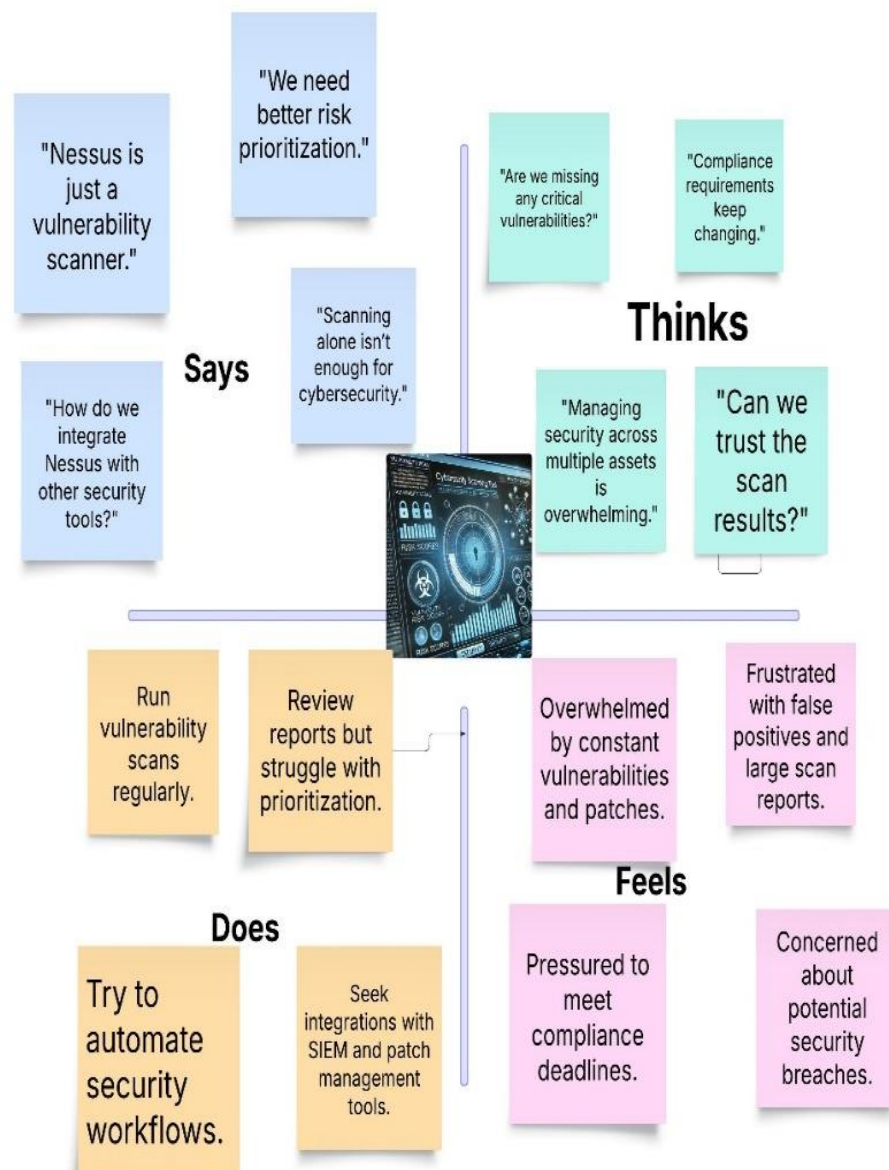 "Nessus is
just a
vulnerability
scanner."
"We need
better risk
prioritization."
"Scanning
alone isn't
enough for
cybersecurity."
Says
"How do we
integrate
Nessus with
other security
tools?"
"Are we missing
any critical
vulnerabilities?"
"Compliance
requirements
keep
changing."
Thinks
"Managing
security across
multiple assets
is
overwhelming."
"Can we
trust the
scan
results?"
RISK SCORES
Run
vulnerability
scans
regularly.
Review
reports but
struggle with
prioritization.
Does
Try to
automate
security
workflows.
Seek
integrations with
SIEM and patch
management
tools.
Overwhelmed
by constant
vulnerabilities
and patches.
Frustrated
with false
positives and
large scan
reports.
Feels
Pressured to
meet
compliance
deadlines.
Concerned
about
potential
security
breaches.